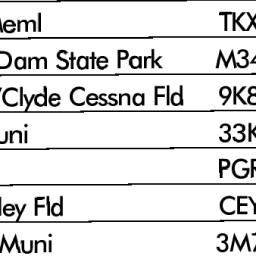 Meml TKX
Dam State Park M34
/Clyde Cessna Fld 9K8
uni 33K
PGR
ley Fld CEY
Muni 3M7